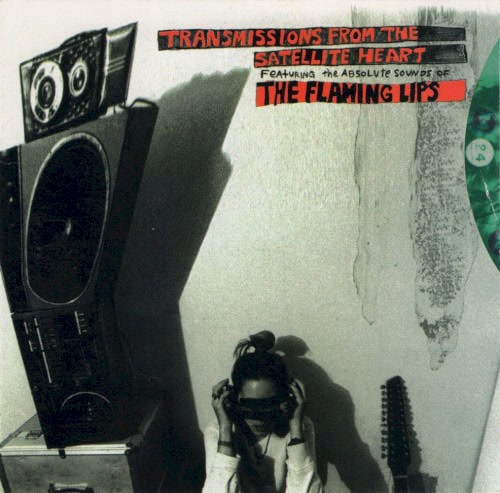 TRANSMISSIONS FROM THE
SATELLITE HEART
FEATURING the ABSOLUTE SOUNDS OF
THE FLAMING LIPS
24